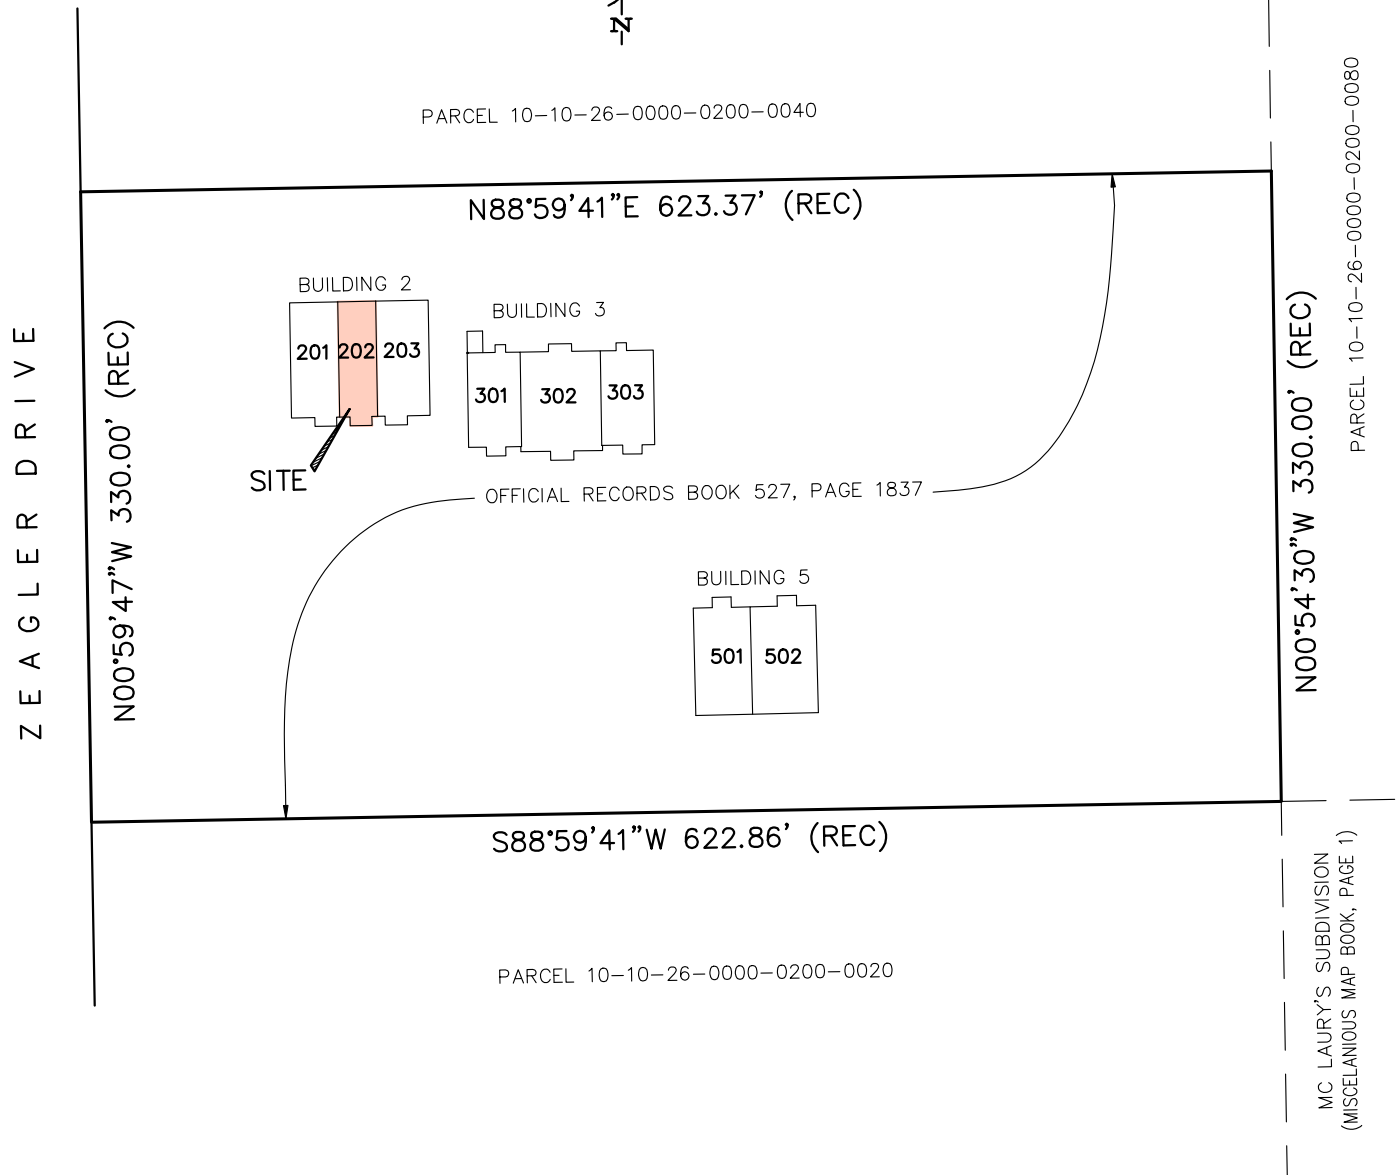 N
PARCEL 10-10-26-0000-0200-0040
PARCEL 10-10-26-0000-0200-0080
N88°59'41"E 623.37' (REC)
BUILDING 2
201 202 203
BUILDING 3
301 302 303
SITE
ZEAGLER DRIVE
N00°59'47"W 330.00' (REC)
N00°54'30"W 330.00' (REC)
OFFICIAL RECORDS BOOK 527, PAGE 1837
BUILDING 5
501 502
S88°59'41"W 622.86' (REC)
PARCEL 10-10-26-0000-0200-0020
MC LAURY'S SUBDIVISION
(MISCELANIOUS MAP BOOK, PAGE 1)